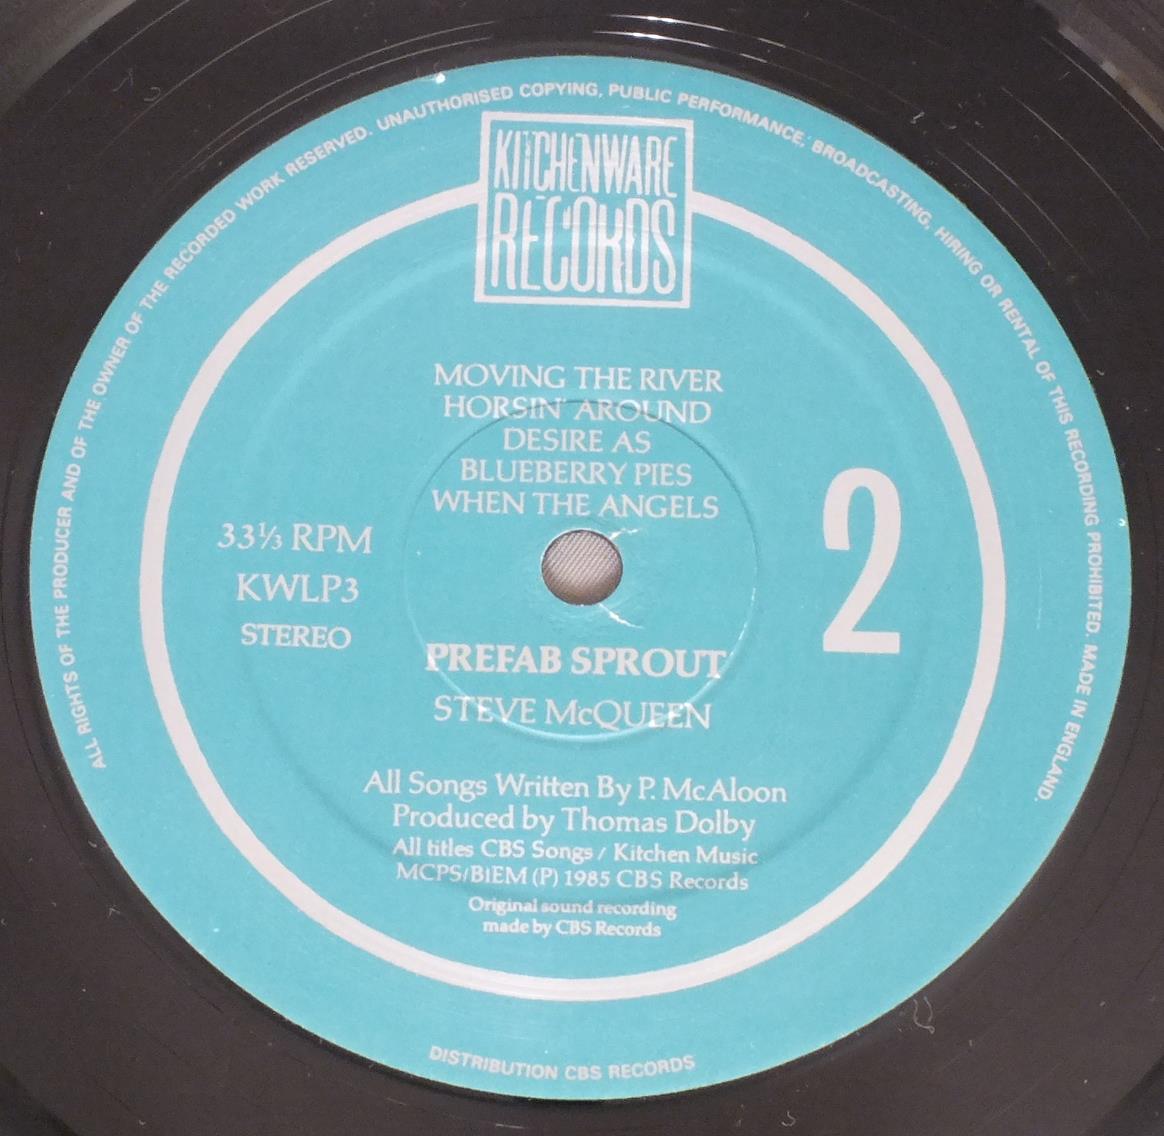 ALL RIGHTS OF THE PRODUCER AND OF THE OWNER OF THE RECORDED WORK RESERVED. UNAUTHORISED COPYING, PUBLIC PERFORMANCE, BROADCASTING, HIRING OR RENTAL OF THIS RECORDING PROHIBITED. MADE IN ENGLAND.
KITCHENWARE
RECORDS
MOVING THE RIVER
HORSIN' AROUND
DESIRE AS
BLUEBERRY PIES
WHEN THE ANGELS
33⅓ RPM
KWLP3
STEREO
2
PREFAB SPROUT
STEVE McQUEEN
All Songs Written By P. McAloon
Produced by Thomas Dolby
All titles CBS Songs / Kitchen Music
MCPS/BIEM (P) 1985 CBS Records
Original sound recording
made by CBS Records
DISTRIBUTION CBS RECORDS